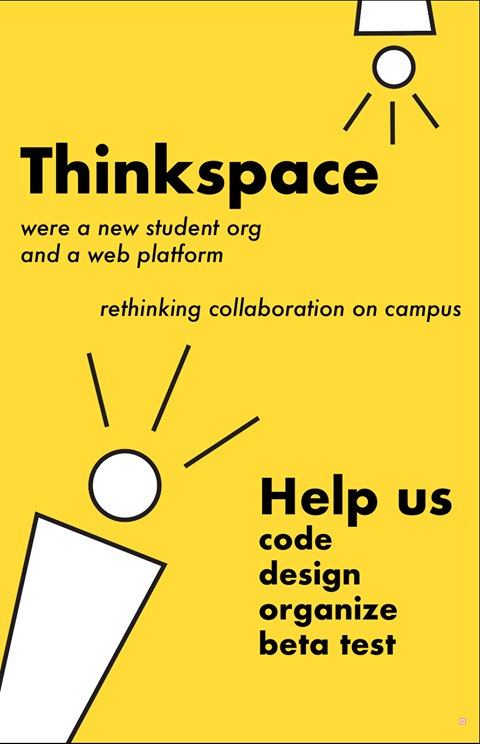 Thinkspace
were a new student org
and a web platform
rethinking collaboration on campus
Help us
code
design
organize
beta test